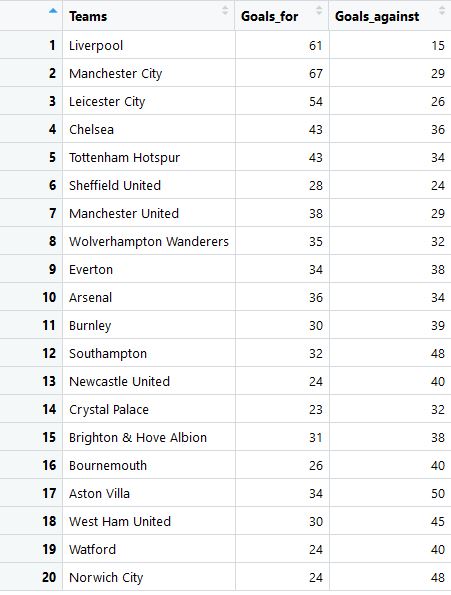 Teams Goals_for Goals_against
1 Liverpool 61 15
2 Manchester City 67 29
3 Leicester City 54 26
4 Chelsea 43 36
5 Tottenham Hotspur 43 34
6 Sheffield United 28 24
7 Manchester United 38 29
8 Wolverhampton Wanderers 35 32
9 Everton 34 38
10 Arsenal 36 34
11 Burnley 30 39
12 Southampton 32 48
13 Newcastle United 24 40
14 Crystal Palace 23 32
15 Brighton & Hove Albion 31 38
16 Bournemouth 26 40
17 Aston Villa 34 50
18 West Ham United 30 45
19 Watford 24 40
20 Norwich City 24 48